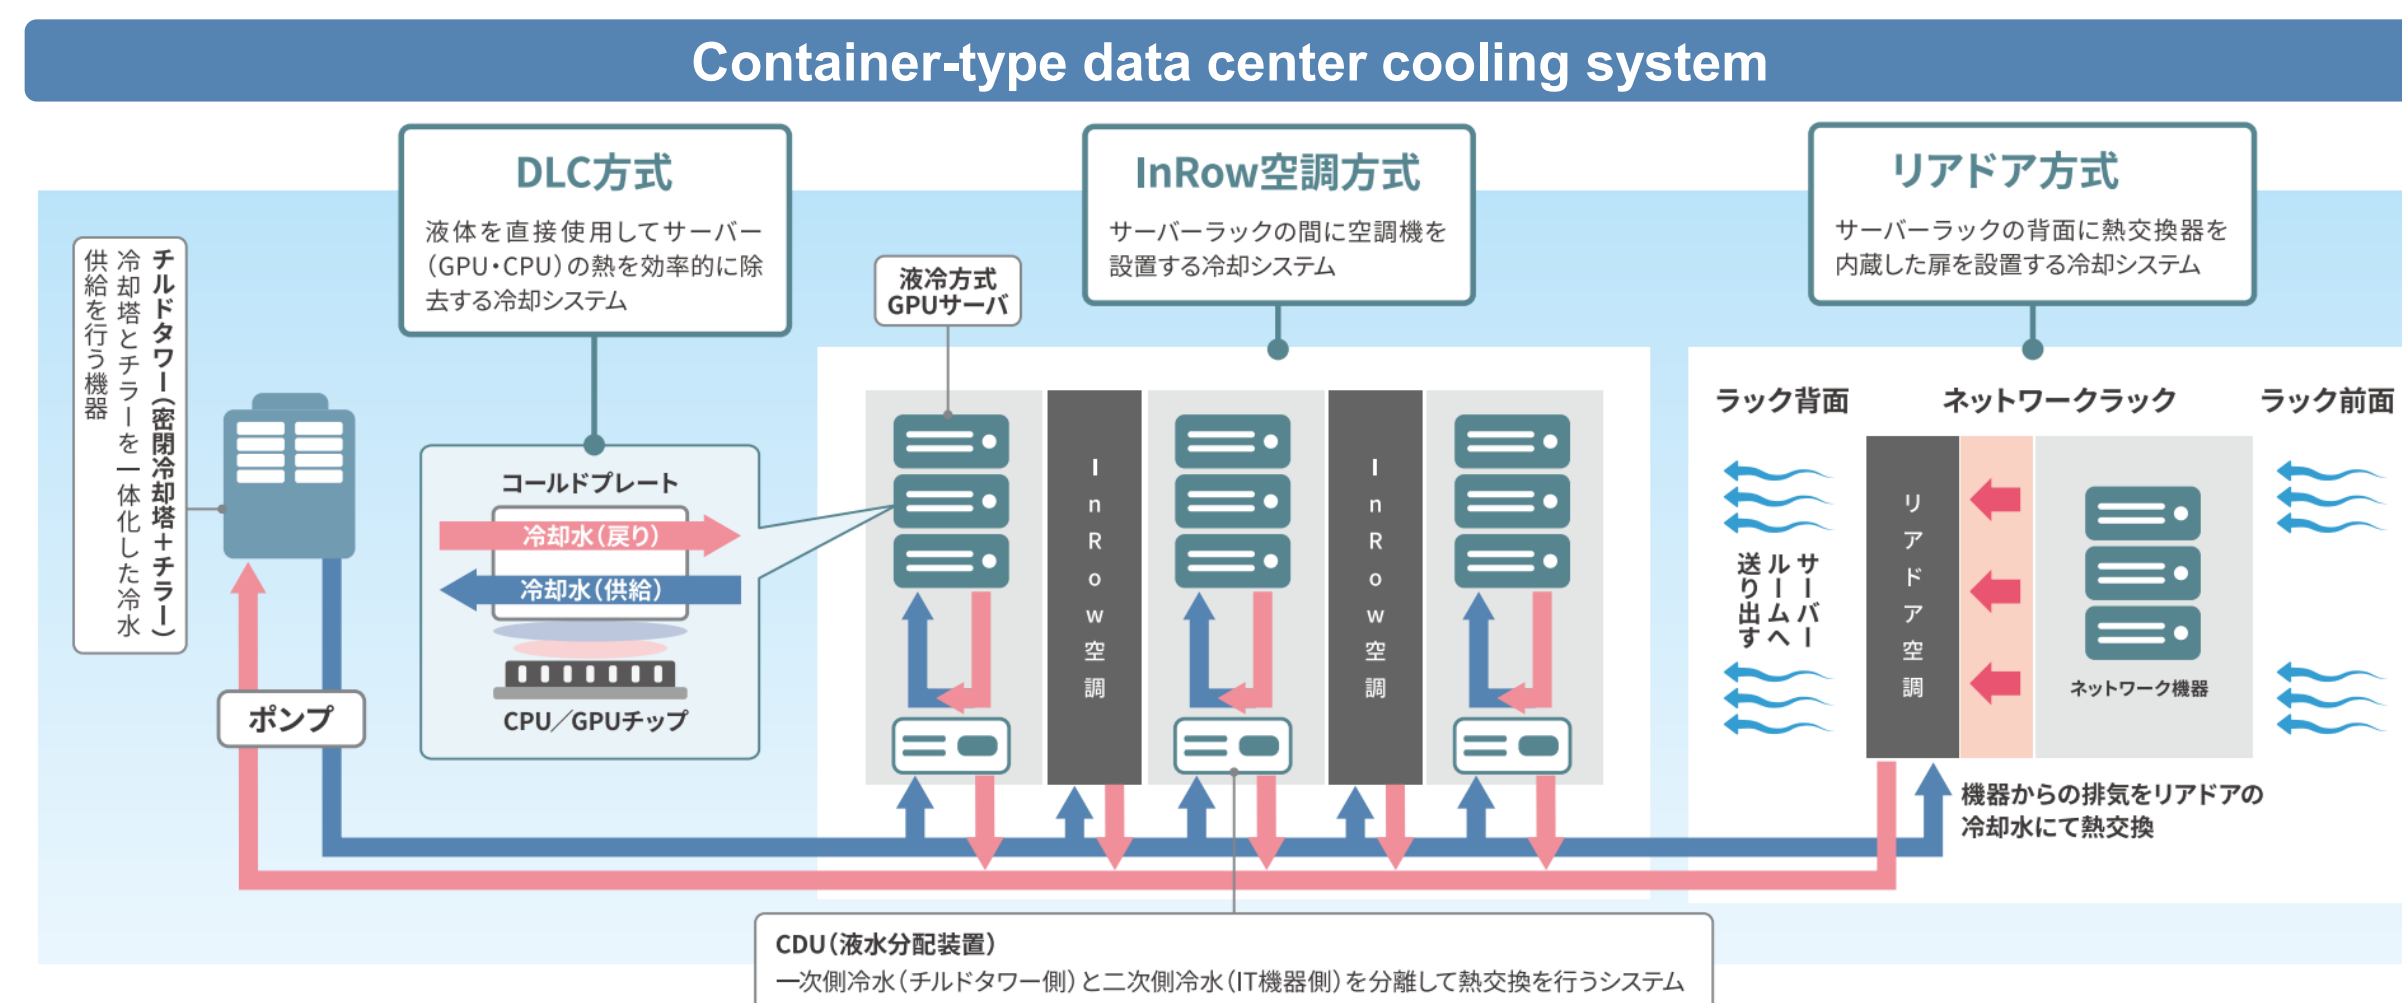 Container-type data center cooling system
DLC方式
液体を直接使用してサーバー
(GPU・CPU)の熱を効率的に除
去する冷却システム
InRow空調方式
サーバーラックの間に空調機を
設置する冷却システム
リアドア方式
サーバーラックの背面に熱交換器を
内蔵した扉を設置する冷却システム
チルドタワー(密閉冷却塔+チラー)
冷却塔とチラーを一体化した冷水
供給を行う機器
液冷方式
GPUサーバ
コールドプレート
冷却水(戻り)
冷却水(供給)
CPU/GPUチップ
ポンプ
InRow空調
InRow空調
ラック背面
ネットワークラック
ラック前面
サーバー
ルームへ
送り出す
リアドア空調
ネットワーク機器
機器からの排気をリアドアの
冷却水にて熱交換
CDU(液水分配装置)
一次側冷水(チルドタワー側)と二次側冷水(IT機器側)を分離して熱交換を行うシステム